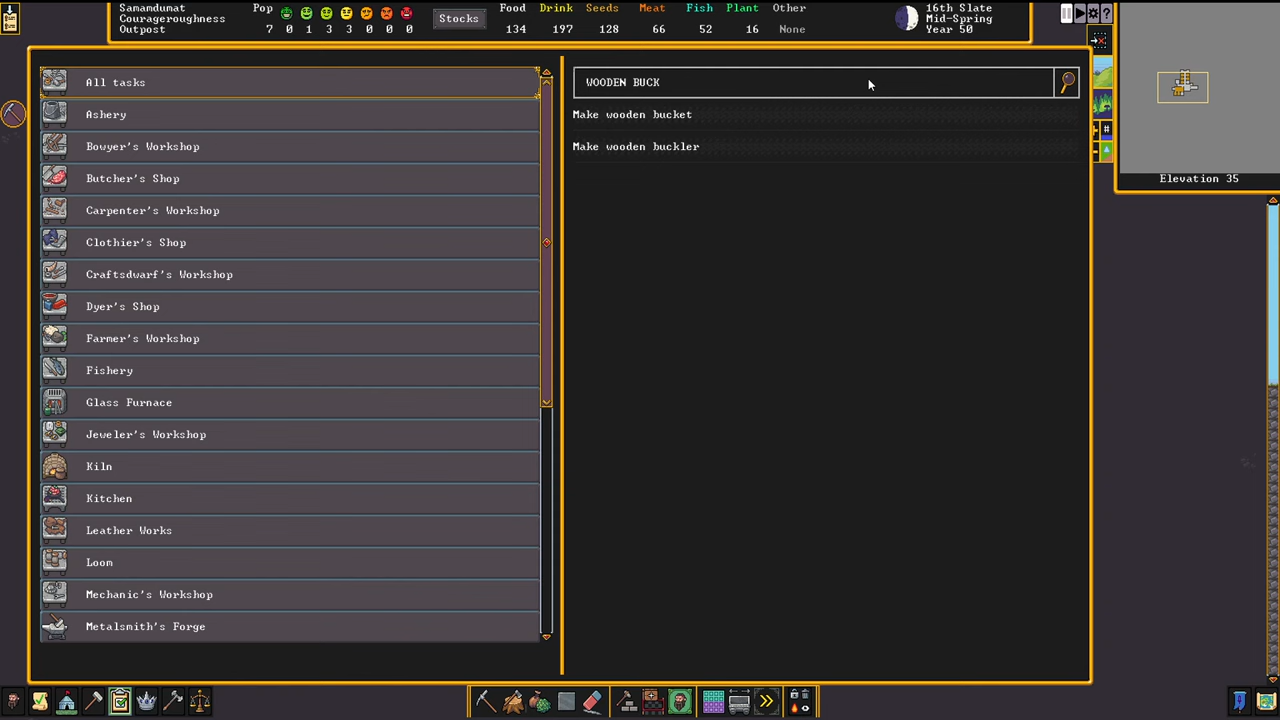 Samandumat
Courageroughness
Outpost
Pop
7 0 1 3 3 0 0 0
Stocks
Food Drink Seeds Meat Fish Plant Other
134 197 128 66 52 16 None
16th Slate
Mid-Spring
Year 50
?
All tasks
Ashery
Bowyer's Workshop
Butcher's Shop
Carpenter's Workshop
Clothier's Shop
Craftsdwarf's Workshop
Dyer's Shop
Farmer's Workshop
Fishery
Glass Furnace
Jeweler's Workshop
Kiln
Kitchen
Leather Works
Loom
Mechanic's Workshop
Metalsmith's Forge
WOODEN BUCK
Make wooden bucket
Make wooden buckler
#
Elevation 35